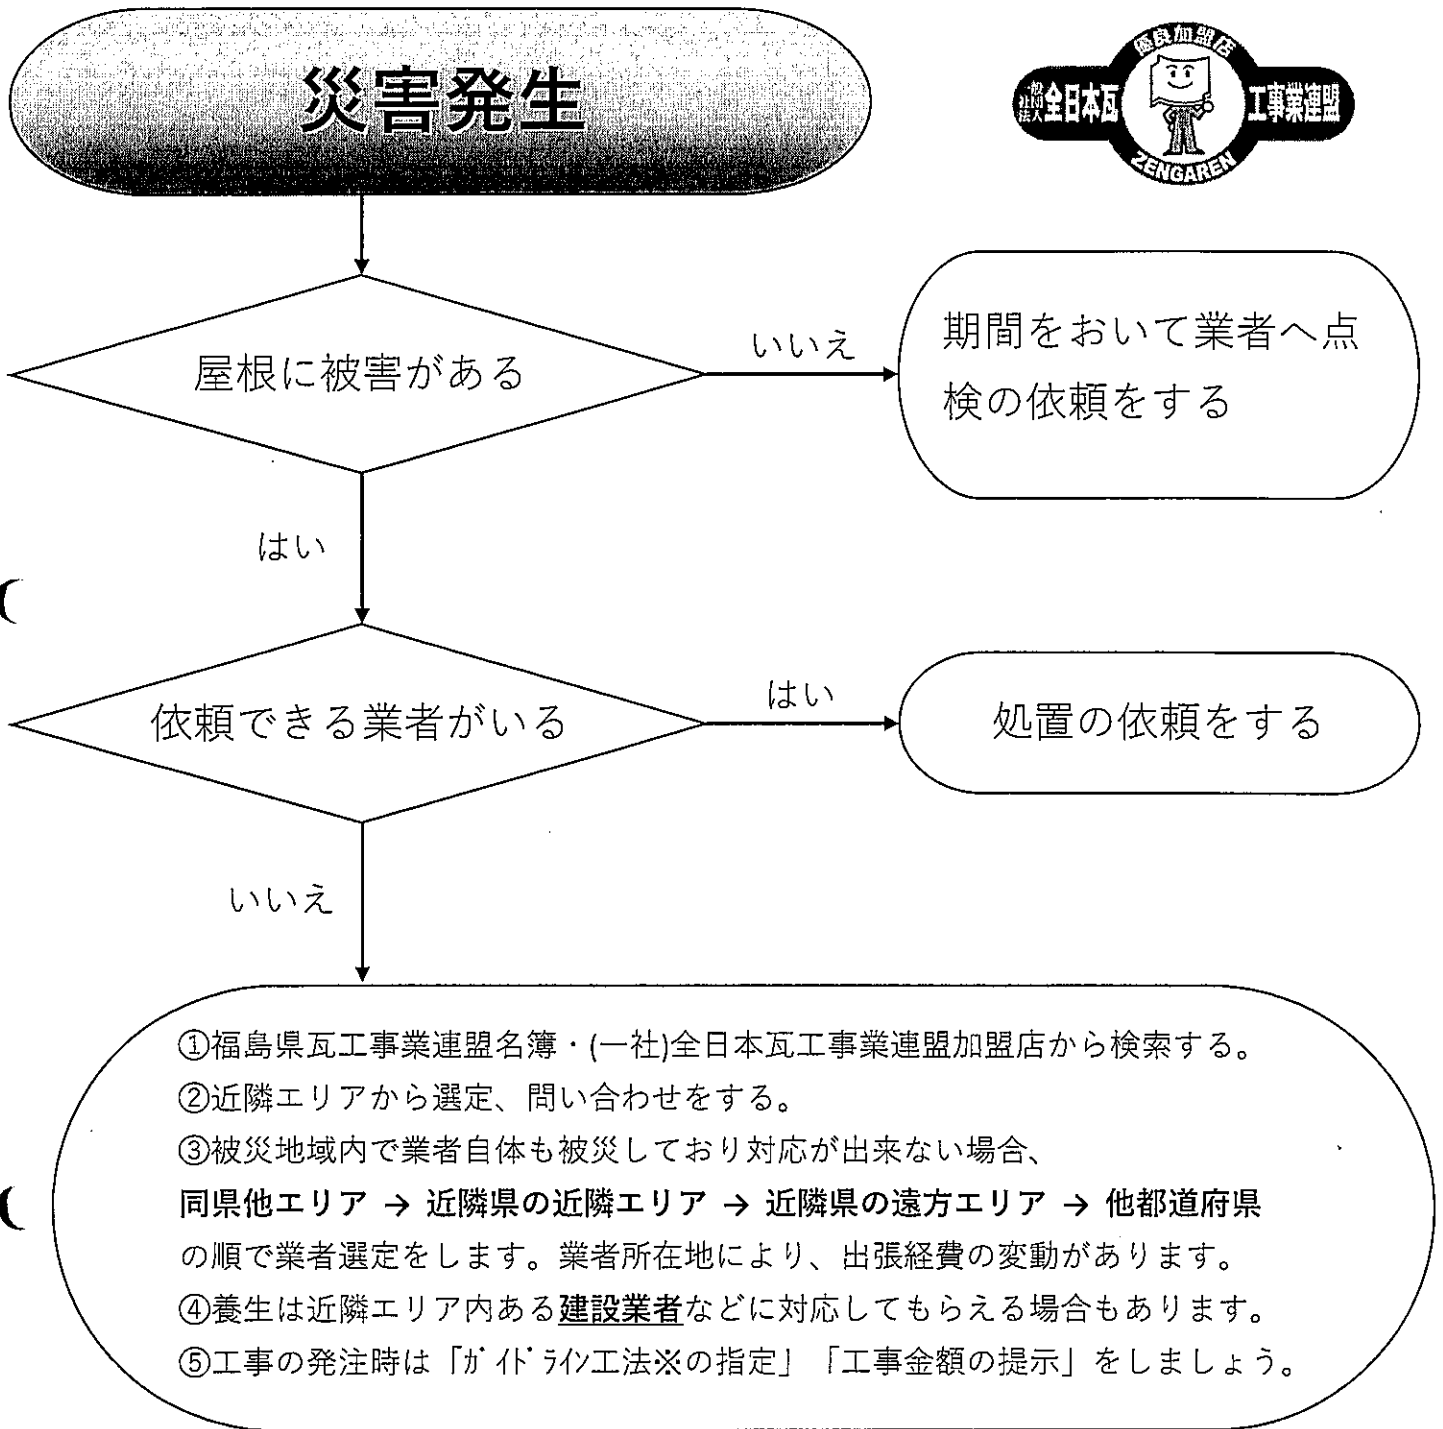 災害発生
優良加盟店
一般社団法人 全日本瓦 工事業連盟
ZENGAREN
屋根に被害がある
いいえ
期間をおいて業者へ点
検の依頼をする
はい
依頼できる業者がいる
はい
処置の依頼をする
いいえ
①福島県瓦工事業連盟名簿・(一社)全日本瓦工事業連盟加盟店から検索する。
②近隣エリアから選定、問い合わせをする。
③被災地域内で業者自体も被災しており対応が出来ない場合、
同県他エリア → 近隣県の近隣エリア → 近隣県の遠方エリア → 他都道府県
の順で業者選定をします。業者所在地により、出張経費の変動があります。
④養生は近隣エリア内ある建設業者などに対応してもらえる場合もあります。
⑤工事の発注時は「ｶﾞｲﾄﾞﾗｲﾝ工法※の指定」「工事金額の提示」をしましょう。